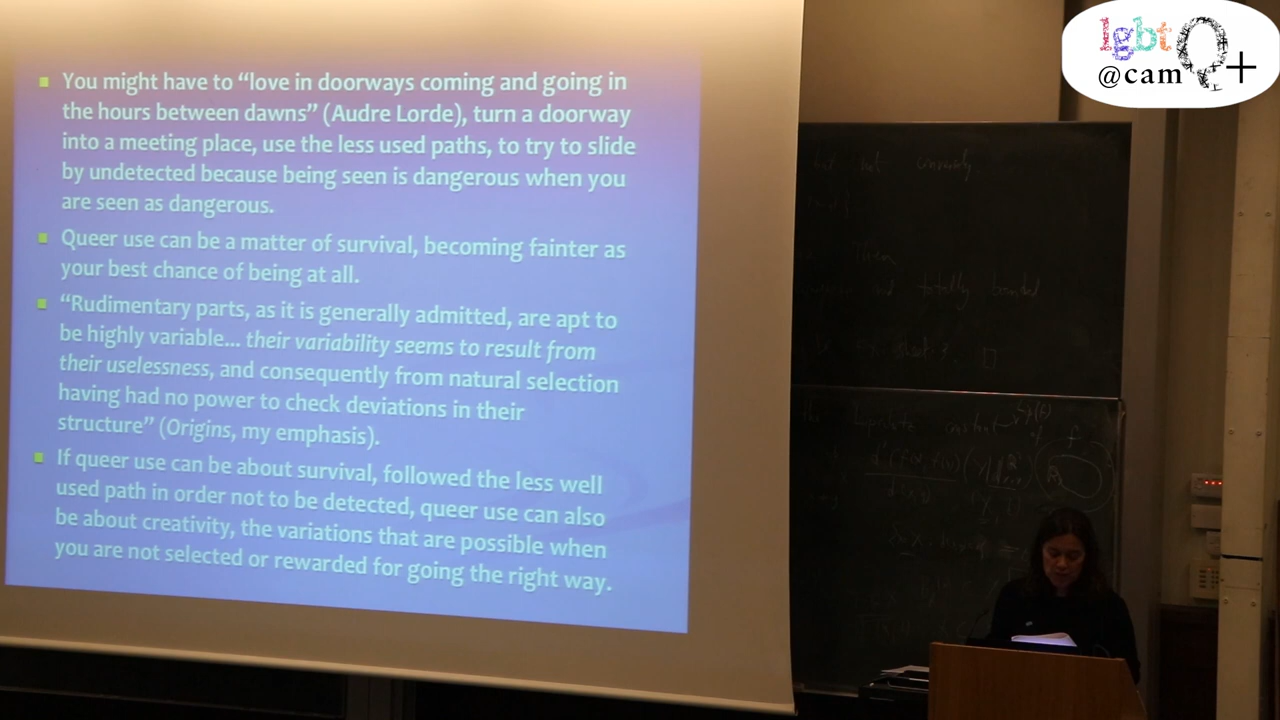 You might have to “love in doorways coming and going in
the hours between dawns” (Audre Lorde), turn a doorway
into a meeting place, use the less used paths, to try to slide
by undetected because being seen is dangerous when you
are seen as dangerous.
Queer use can be a matter of survival, becoming fainter as
your best chance of being at all.
“Rudimentary parts, as it is generally admitted, are apt to
be highly variable... their variability seems to result from
their uselessness, and consequently from natural selection
having had no power to check deviations in their
structure” (Origins, my emphasis).
If queer use can be about survival, followed the less well
used path in order not to be detected, queer use can also
be about creativity, the variations that are possible when
you are not selected or rewarded for going the right way.
lgbt
@cam Q+
but not
totally bounded